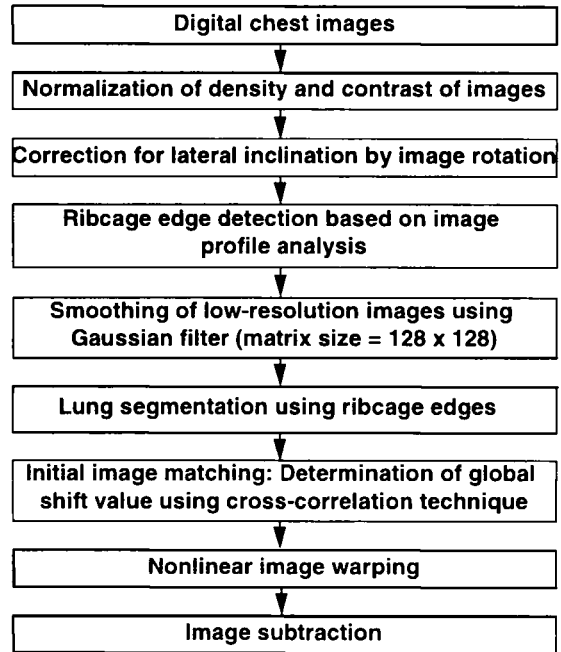 Digital chest images
Normalization of density and contrast of images
Correction for lateral inclination by image rotation
Ribcage edge detection based on image
profile analysis
Smoothing of low-resolution images using
Gaussian filter (matrix size = 128 x 128)
Lung segmentation using ribcage edges
Initial image matching: Determination of global
shift value using cross-correlation technique
Nonlinear image warping
Image subtraction